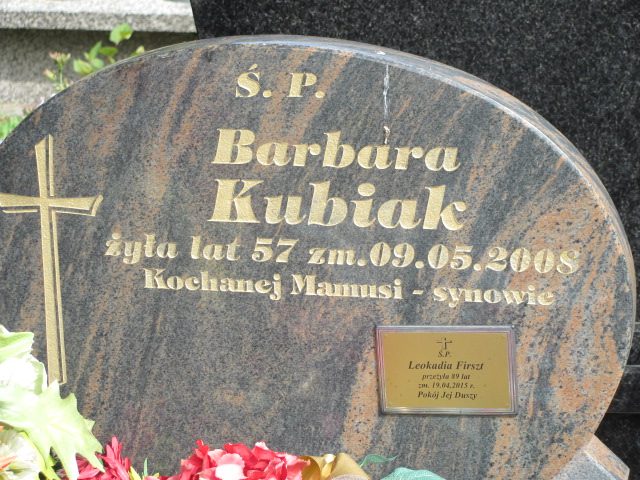 Ś. P.
Barbara
Kubiak
żyła lat 57 zm.09.05.2008
Kochanej Mamusi - synowie
Ś.P.
Leokadia Firszt
przeżyła 89 lat
zm. 19.04.2015 r.
Pokój Jej Duszy